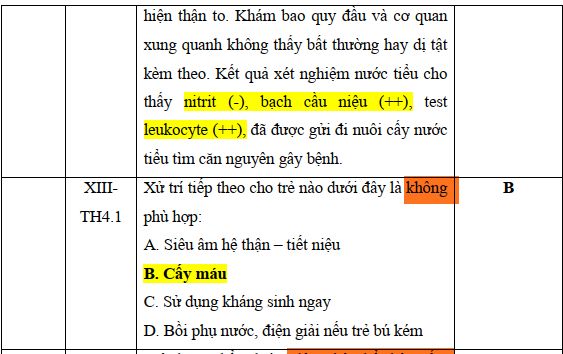 hiện thận to. Khám bao quy đầu và cơ quan
xung quanh không thấy bất thường hay dị tật
kèm theo. Kết quả xét nghiệm nước tiểu cho
thấy nitrit (-), bạch cầu niệu (++), test
leukocyte (++), đã được gửi đi nuôi cấy nước
tiểu tìm căn nguyên gây bệnh.
XIII-
TH4.1
Xử trí tiếp theo cho trẻ nào dưới đây là không
phù hợp:
A. Siêu âm hệ thận – tiết niệu
B. Cấy máu
C. Sử dụng kháng sinh ngay
D. Bồi phụ nước, điện giải nếu trẻ bú kém
B